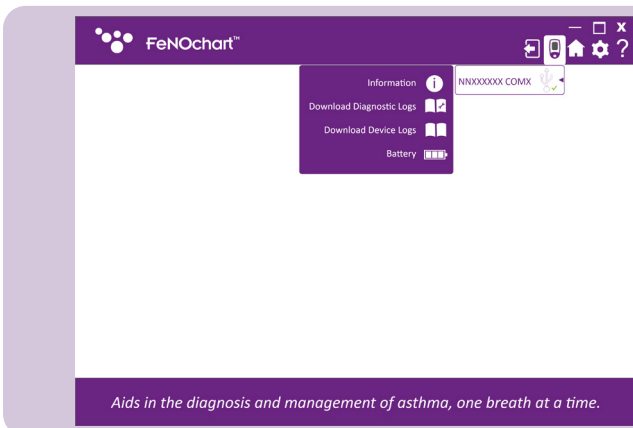 FeNOchart™
X
?
Information i
NNXXXXXX COMX
Download Diagnostic Logs
Download Device Logs
Battery
Aids in the diagnosis and management of asthma, one breath at a time.